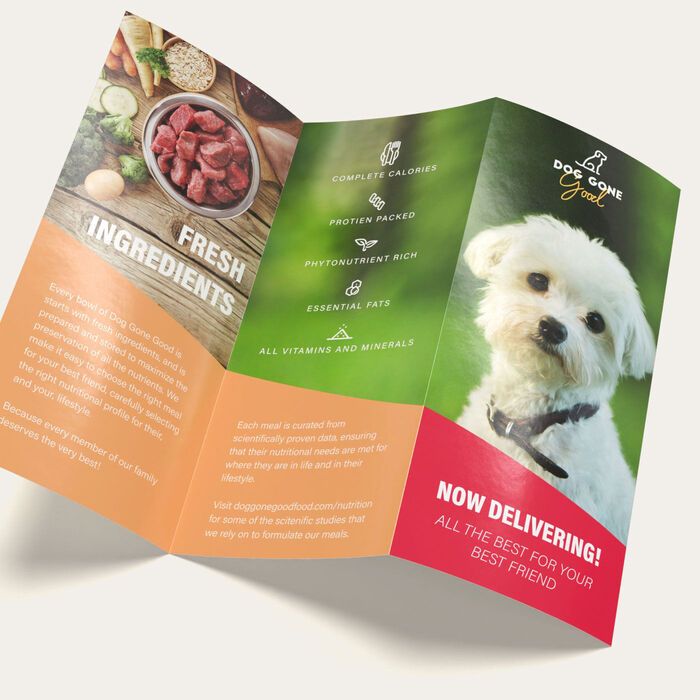 FRESH
INGREDIENTS
Every bowl of Dog Gone Good is
starts with fresh ingredients, and is
prepared and stored to maximize the
preservation of all the nutrients. We
make it easy to choose the right meal
for your best friend, carefully selecting
the right nutritional profile for their,
and your, lifestyle.
Because every member of our family
deserves the very best!
COMPLETE CALORIES
PROTIEN PACKED
PHYTONUTRIENT RICH
ESSENTIAL FATS
ALL VITAMINS AND MINERALS
Each meal is curated from
scientifically proven data, ensuring
that their nutritional needs are met for
where they are in life and in their
lifestyle.
Visit doggonegoodfood.com/nutrition
for some of the scitenific studies that
we rely on to formulate our meals.
DOG GONE
Good
NOW DELIVERING!
ALL THE BEST FOR YOUR
BEST FRIEND